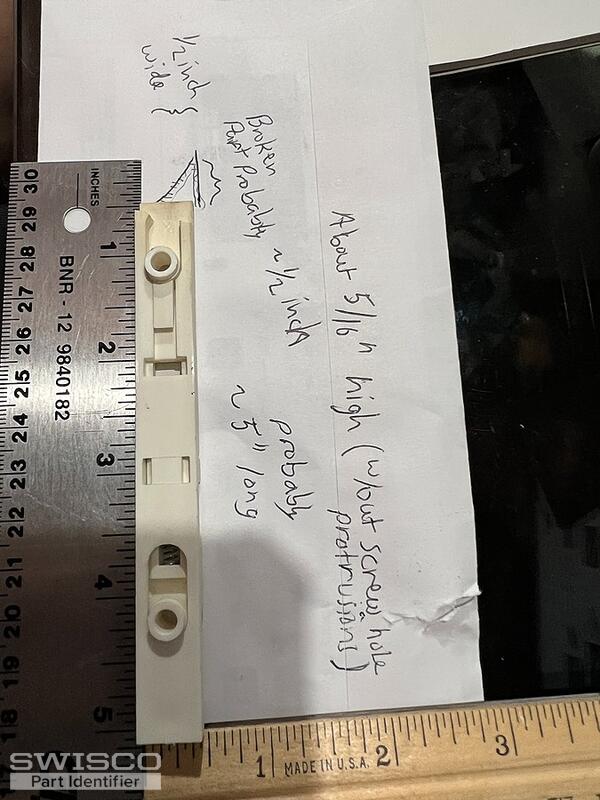 1/2 inch
wide }
Broken
Part Probably ~ 1/2 inch
probably
~ 5" long
About 5/16" high (w/out screw hole
protrusions)
INCHES
BNR - 12 9840182
1
2
3
4
5
30
29
28
27
26
25
24
23
22
21
20
19
18
1
MADE IN U.S.A.
2
3
SWISCO
Part Identifier